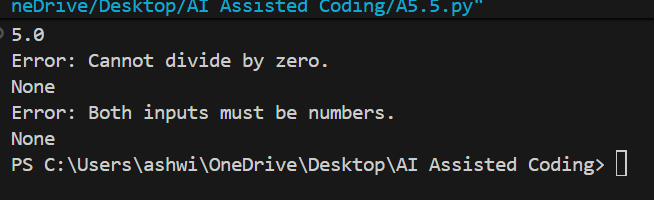 neDrive/Desktop/AI Assisted Coding/A5.5.py"
5.0
Error: Cannot divide by zero.
None
Error: Both inputs must be numbers.
None
PS C:\Users\ashwi\OneDrive\Desktop\AI Assisted Coding>